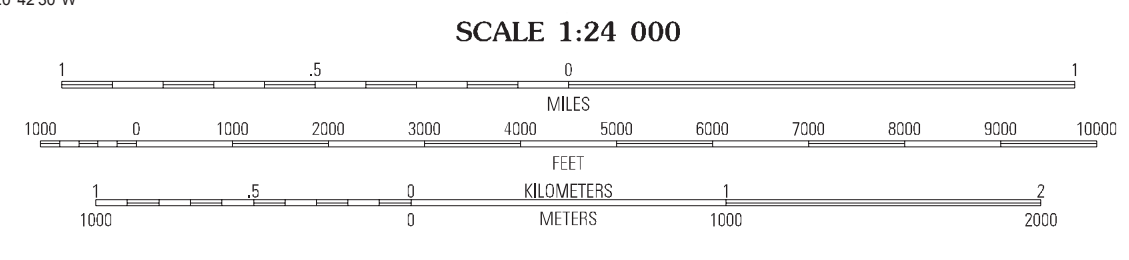 SCALE 1:24 000
1 .5 0 1
MILES
1000 0 1000 2000 3000 4000 5000 6000 7000 8000 9000 10000
FEET
1 .5 0 KILOMETERS 1 2
1000 0 METERS 1000 2000